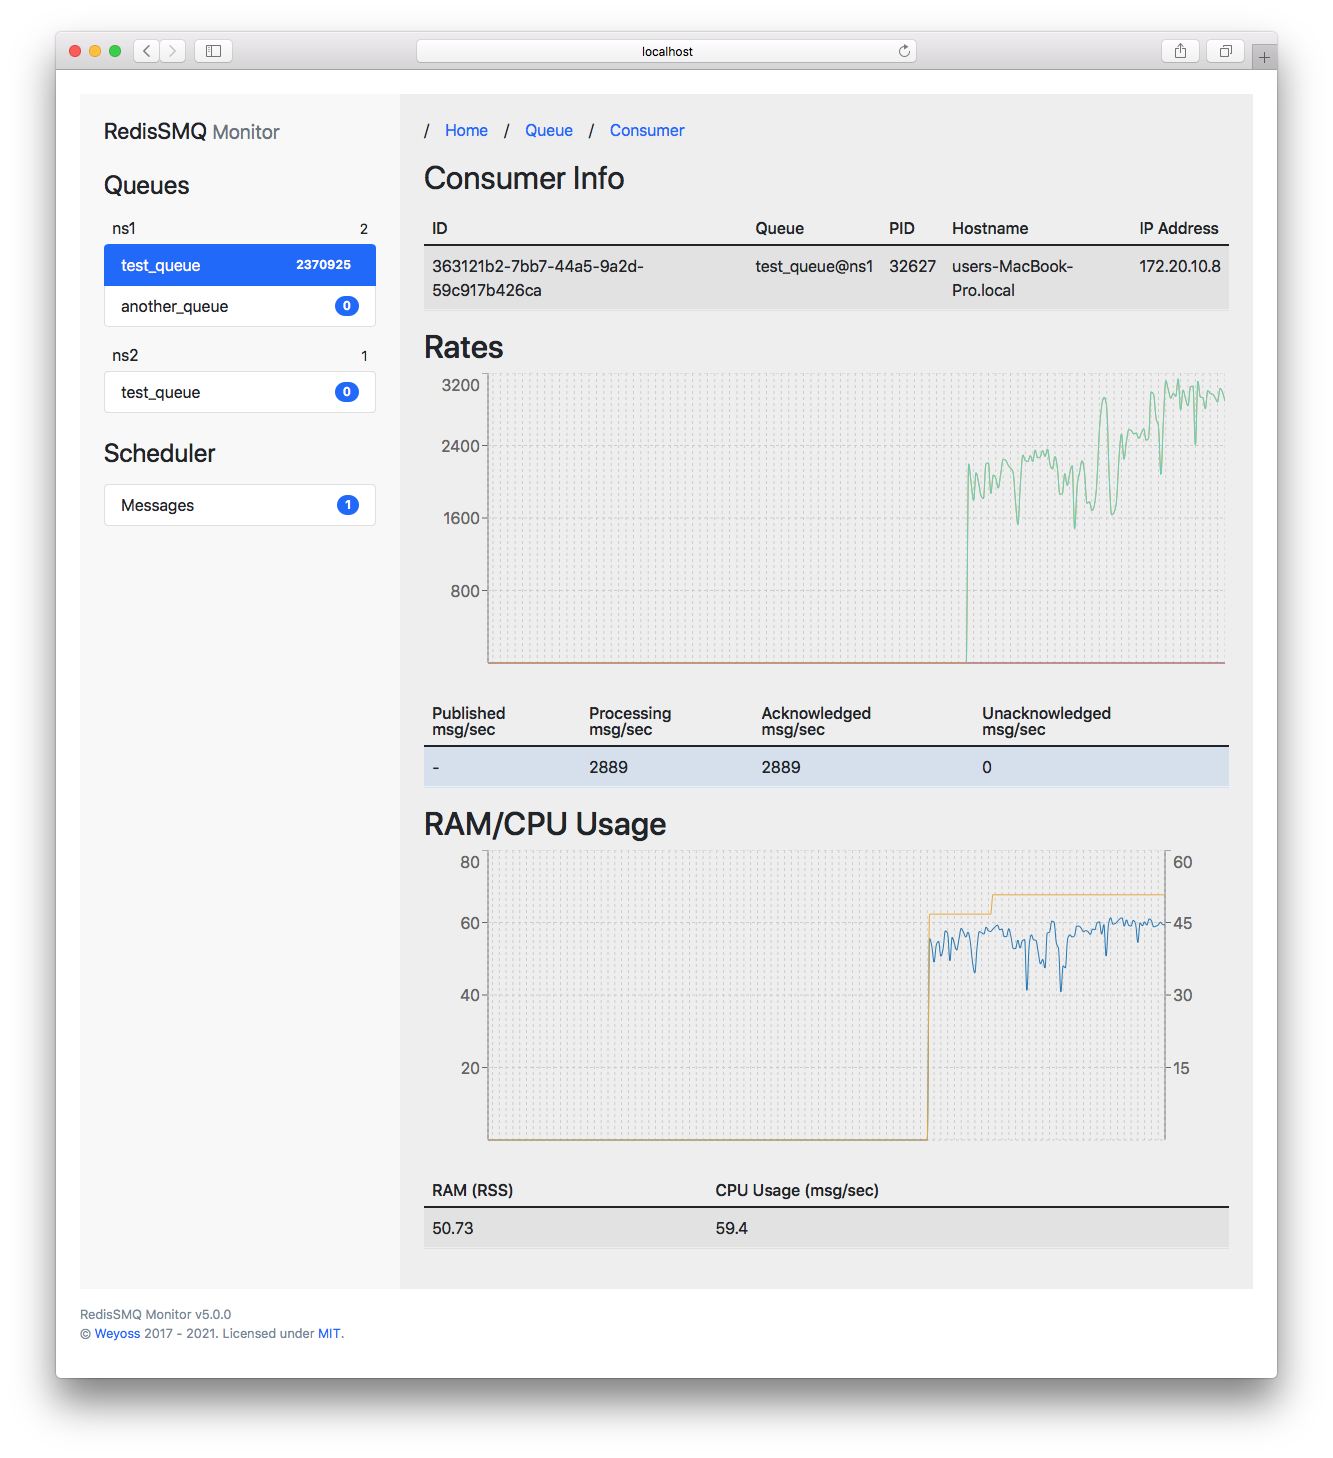 localhost
RedisSMQ Monitor
Queues
ns1 2
test_queue 2370925
another_queue 0
ns2 1
test_queue 0
Scheduler
Messages 1
/ Home / Queue / Consumer
Consumer Info
ID Queue PID Hostname IP Address
363121b2-7bb7-44a5-9a2d- test_queue@ns1 32627 users-MacBook- 172.20.10.8
59c917b426ca Pro.local
Rates
3200
2400
1600
800
Published Processing Acknowledged Unacknowledged
msg/sec msg/sec msg/sec msg/sec
- 2889 2889 0
RAM/CPU Usage
80 60
60 45
40 30
20 15
RAM (RSS) CPU Usage (msg/sec)
50.73 59.4
RedisSMQ Monitor v5.0.0
© Weyoss 2017 - 2021. Licensed under MIT.